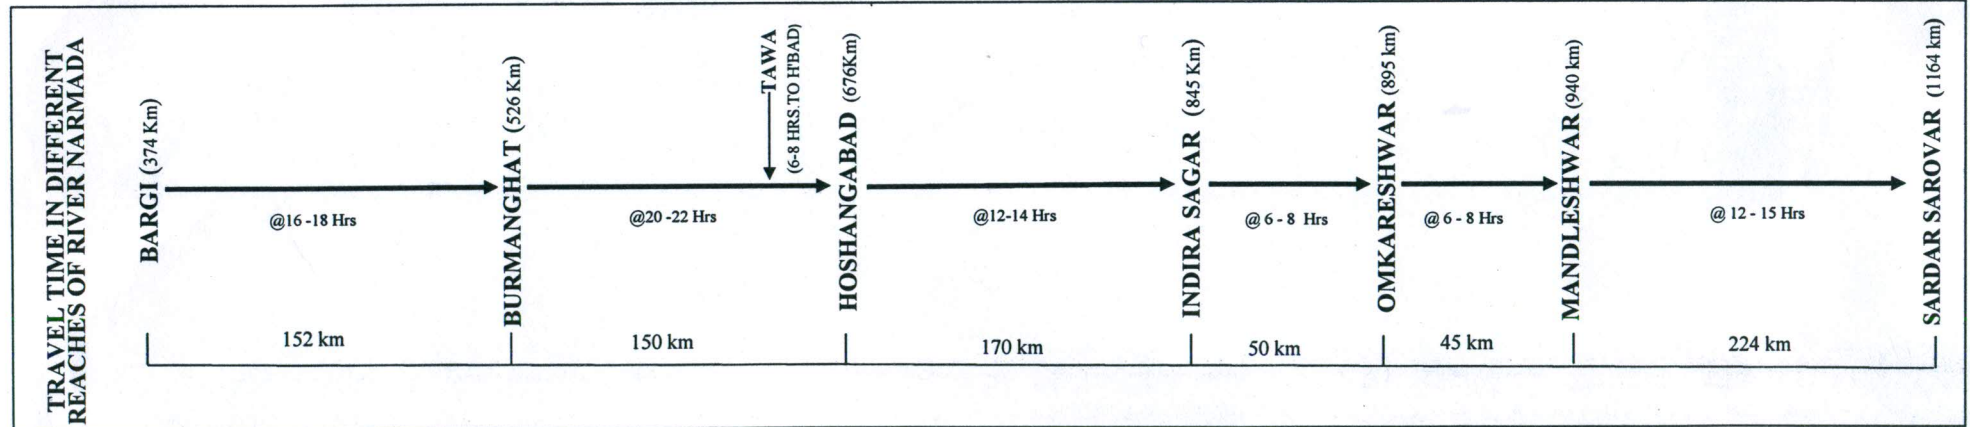 TRAVEL TIME IN DIFFERENT
REACHES OF RIVER NARMADA
BARGI (374 Km)
@16 -18 Hrs
BURMANGHAT (526 Km)
@20 -22 Hrs
TAWA
(6-8 HRS.TO H'BAD)
HOSHANGABAD (676Km)
@12-14 Hrs
INDIRA SAGAR (845 Km)
@ 6 - 8 Hrs
OMKARESHWAR (895 km)
@ 6 - 8 Hrs
MANDLESHWAR (940 km)
@ 12 - 15 Hrs
SARDAR SAROVAR (1164 km)
152 km
150 km
170 km
50 km
45 km
224 km